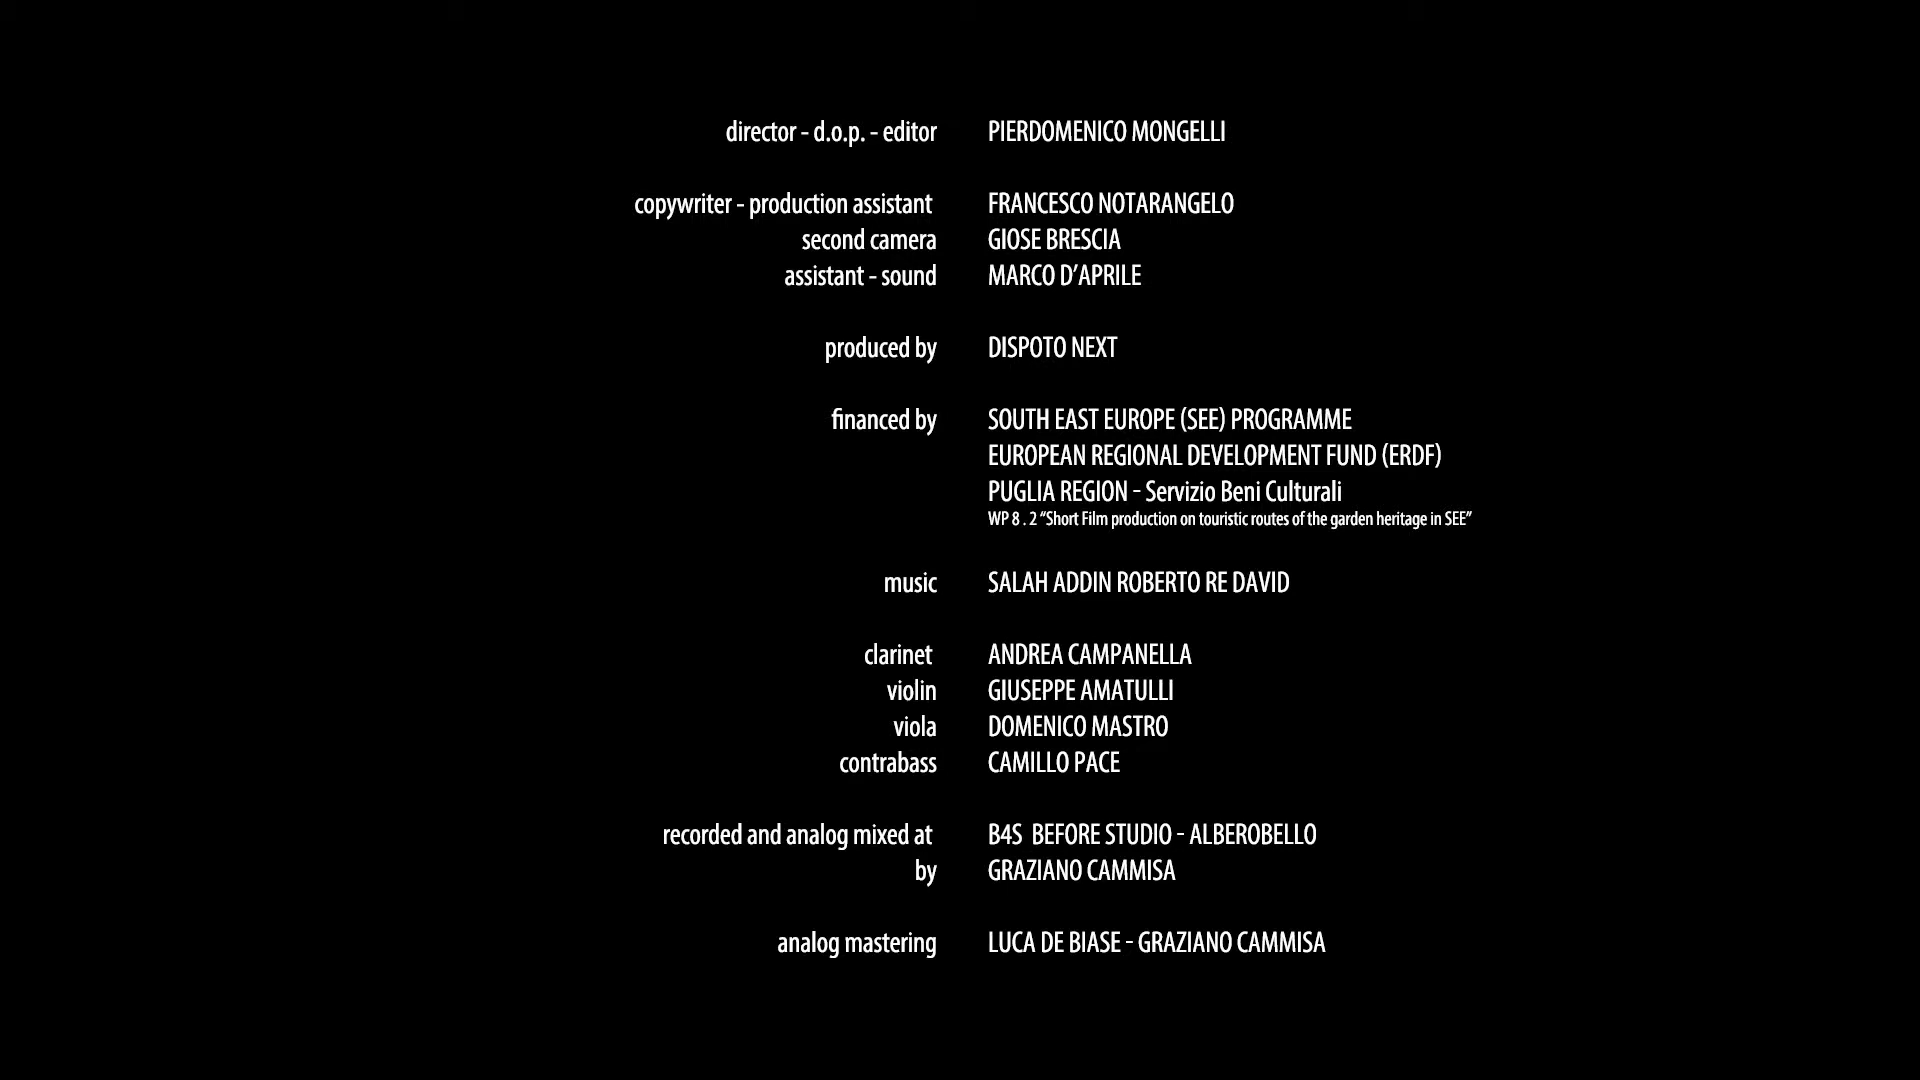 director - d.o.p. - editor PIERDOMENICO MONGELLI
copywriter - production assistant FRANCESCO NOTARANGELO
second camera GIOSE BRESCIA
assistant - sound MARCO D’APRILE
produced by DISPOTO NEXT
financed by SOUTH EAST EUROPE (SEE) PROGRAMME
EUROPEAN REGIONAL DEVELOPMENT FUND (ERDF)
PUGLIA REGION - Servizio Beni Culturali
WP 8 . 2 “Short Film production on touristic routes of the garden heritage in SEE”
music SALAH ADDIN ROBERTO RE DAVID
clarinet ANDREA CAMPANELLA
violin GIUSEPPE AMATULLI
viola DOMENICO MASTRO
contrabass CAMILLO PACE
recorded and analog mixed at B4S BEFORE STUDIO - ALBEROBELLO
by GRAZIANO CAMMISA
analog mastering LUCA DE BIASE - GRAZIANO CAMMISA